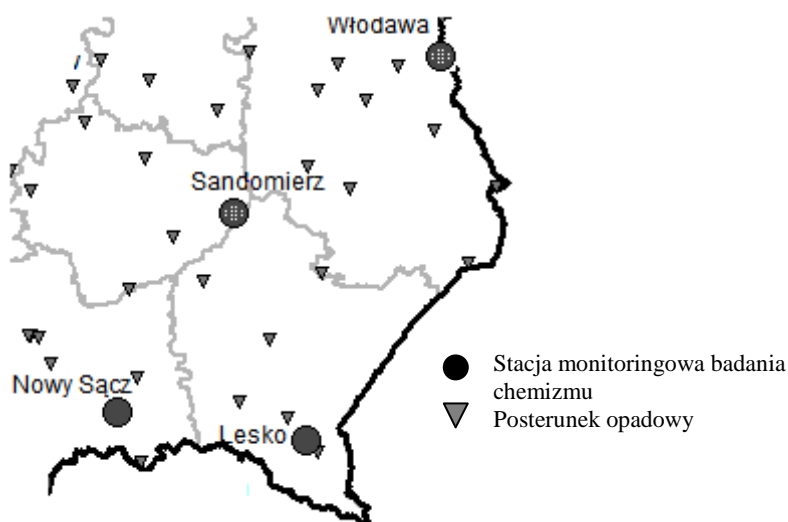 Włodawa
Sandomierz
Nowy Sącz
Lesko
Stacja monitoringowa badania
chemizmu
Posterunek opadowy